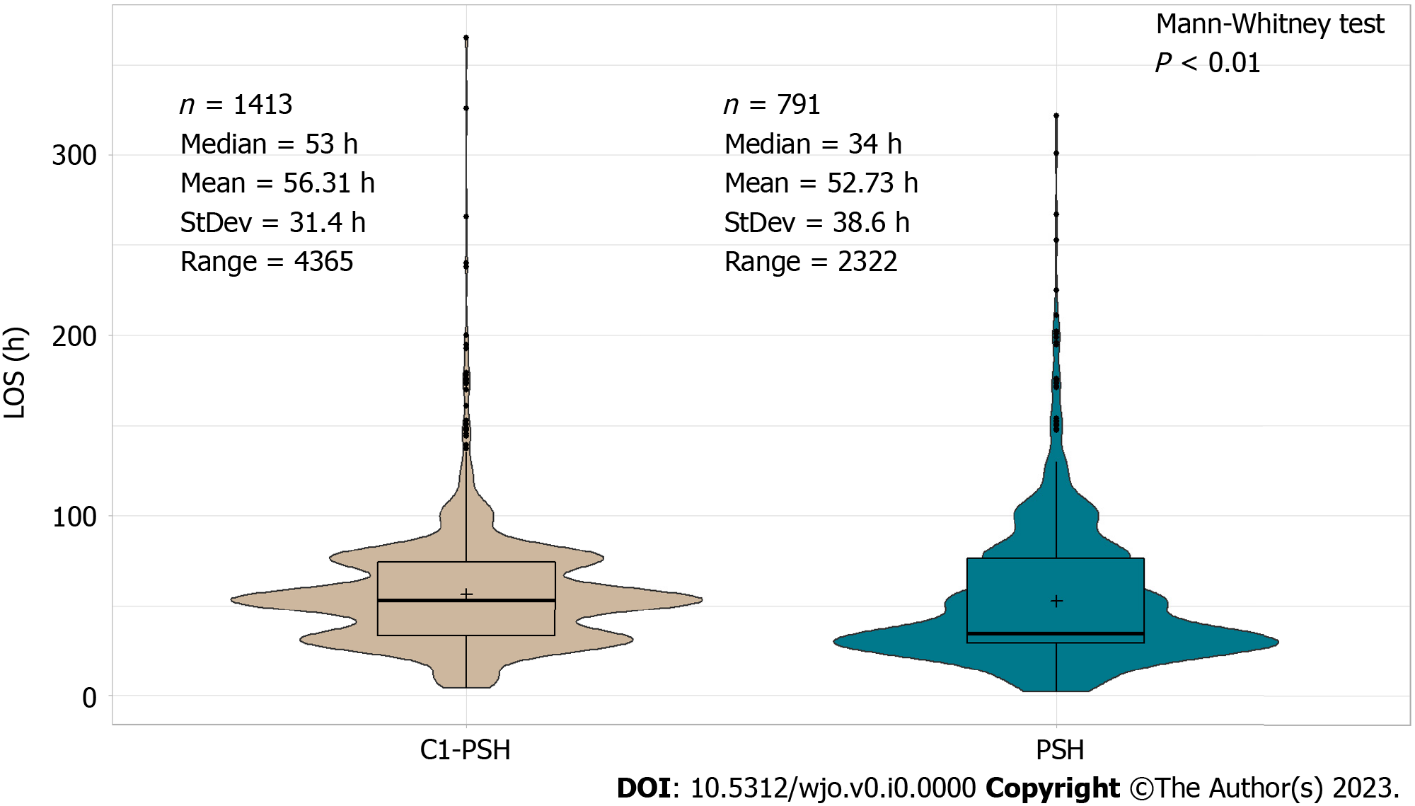 Mann-Whitney test
P < 0.01
n = 1413
Median = 53 h
Mean = 56.31 h
StDev = 31.4 h
Range = 4365
n = 791
Median = 34 h
Mean = 52.73 h
StDev = 38.6 h
Range = 2322
LOS (h)
300
200
100
0
C1-PSH
PSH
DOI: 10.5312/wjo.v0.i0.0000 Copyright ©The Author(s) 2023.